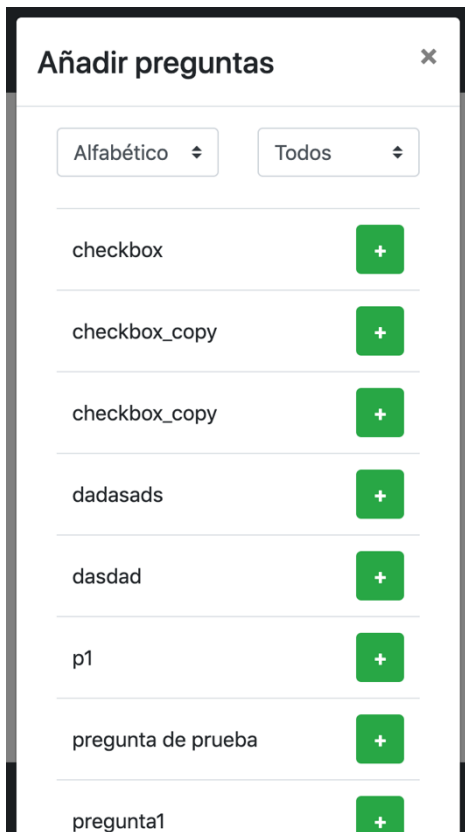 Añadir preguntas ×
Alfabético Todos
checkbox +
checkbox_copy +
checkbox_copy +
dadasads +
dasdad +
p1 +
pregunta de prueba +
pregunta1 +